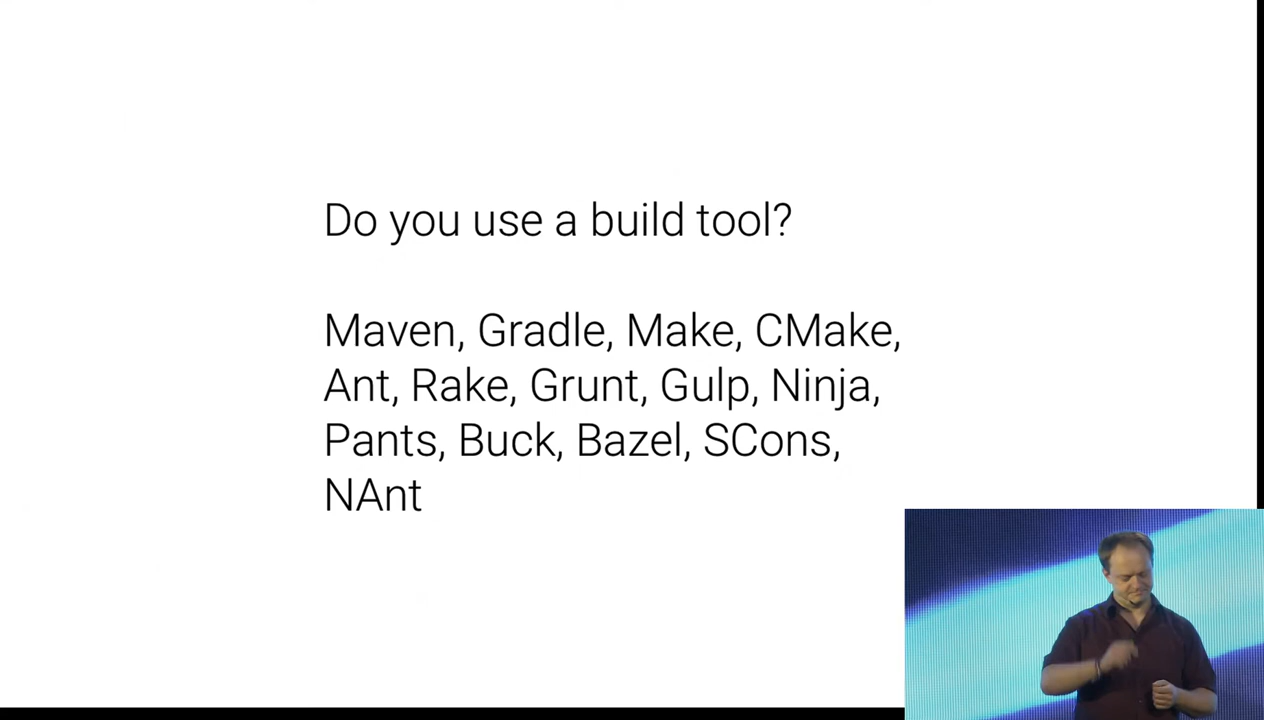 Do you use a build tool?
Maven, Gradle, Make, CMake,
Ant, Rake, Grunt, Gulp, Ninja,
Pants, Buck, Bazel, SCons,
NAnt